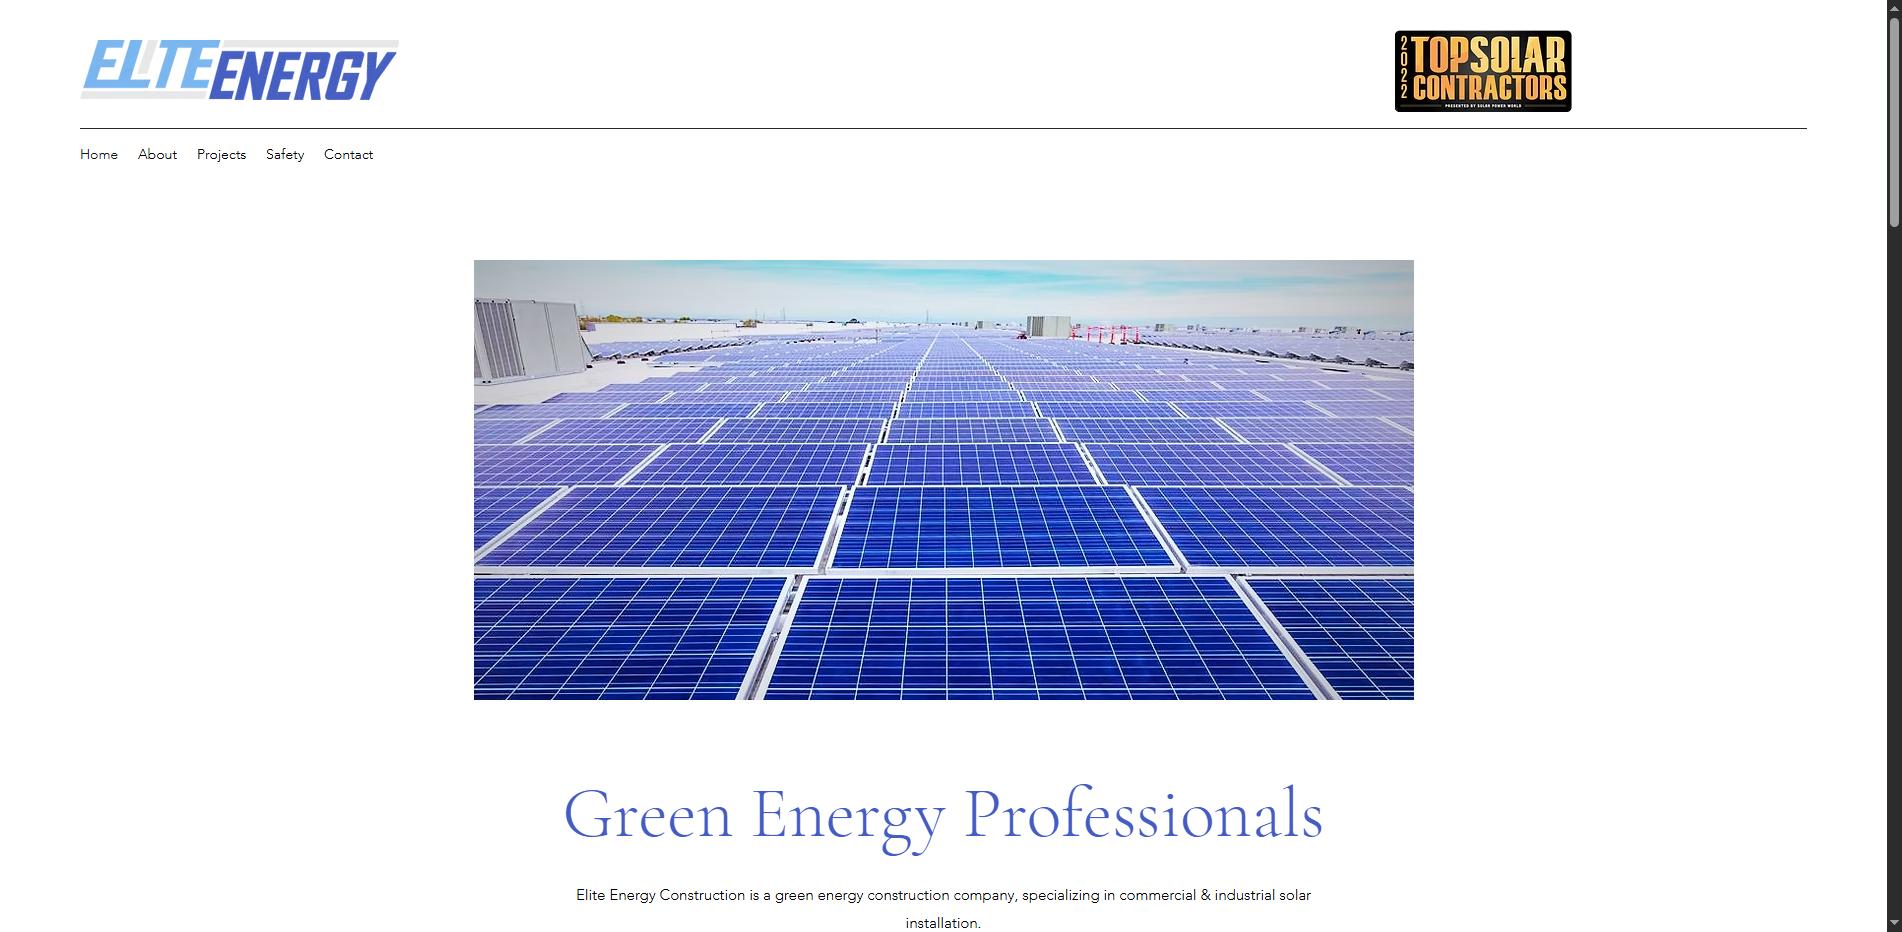 ELITE ENERGY
2022 TOP SOLAR
CONTRACTORS
PRESENTED BY SOLAR POWER WORLD
Home About Projects Safety Contact
Green Energy Professionals
Elite Energy Construction is a green energy construction company, specializing in commercial & industrial solar
installation.